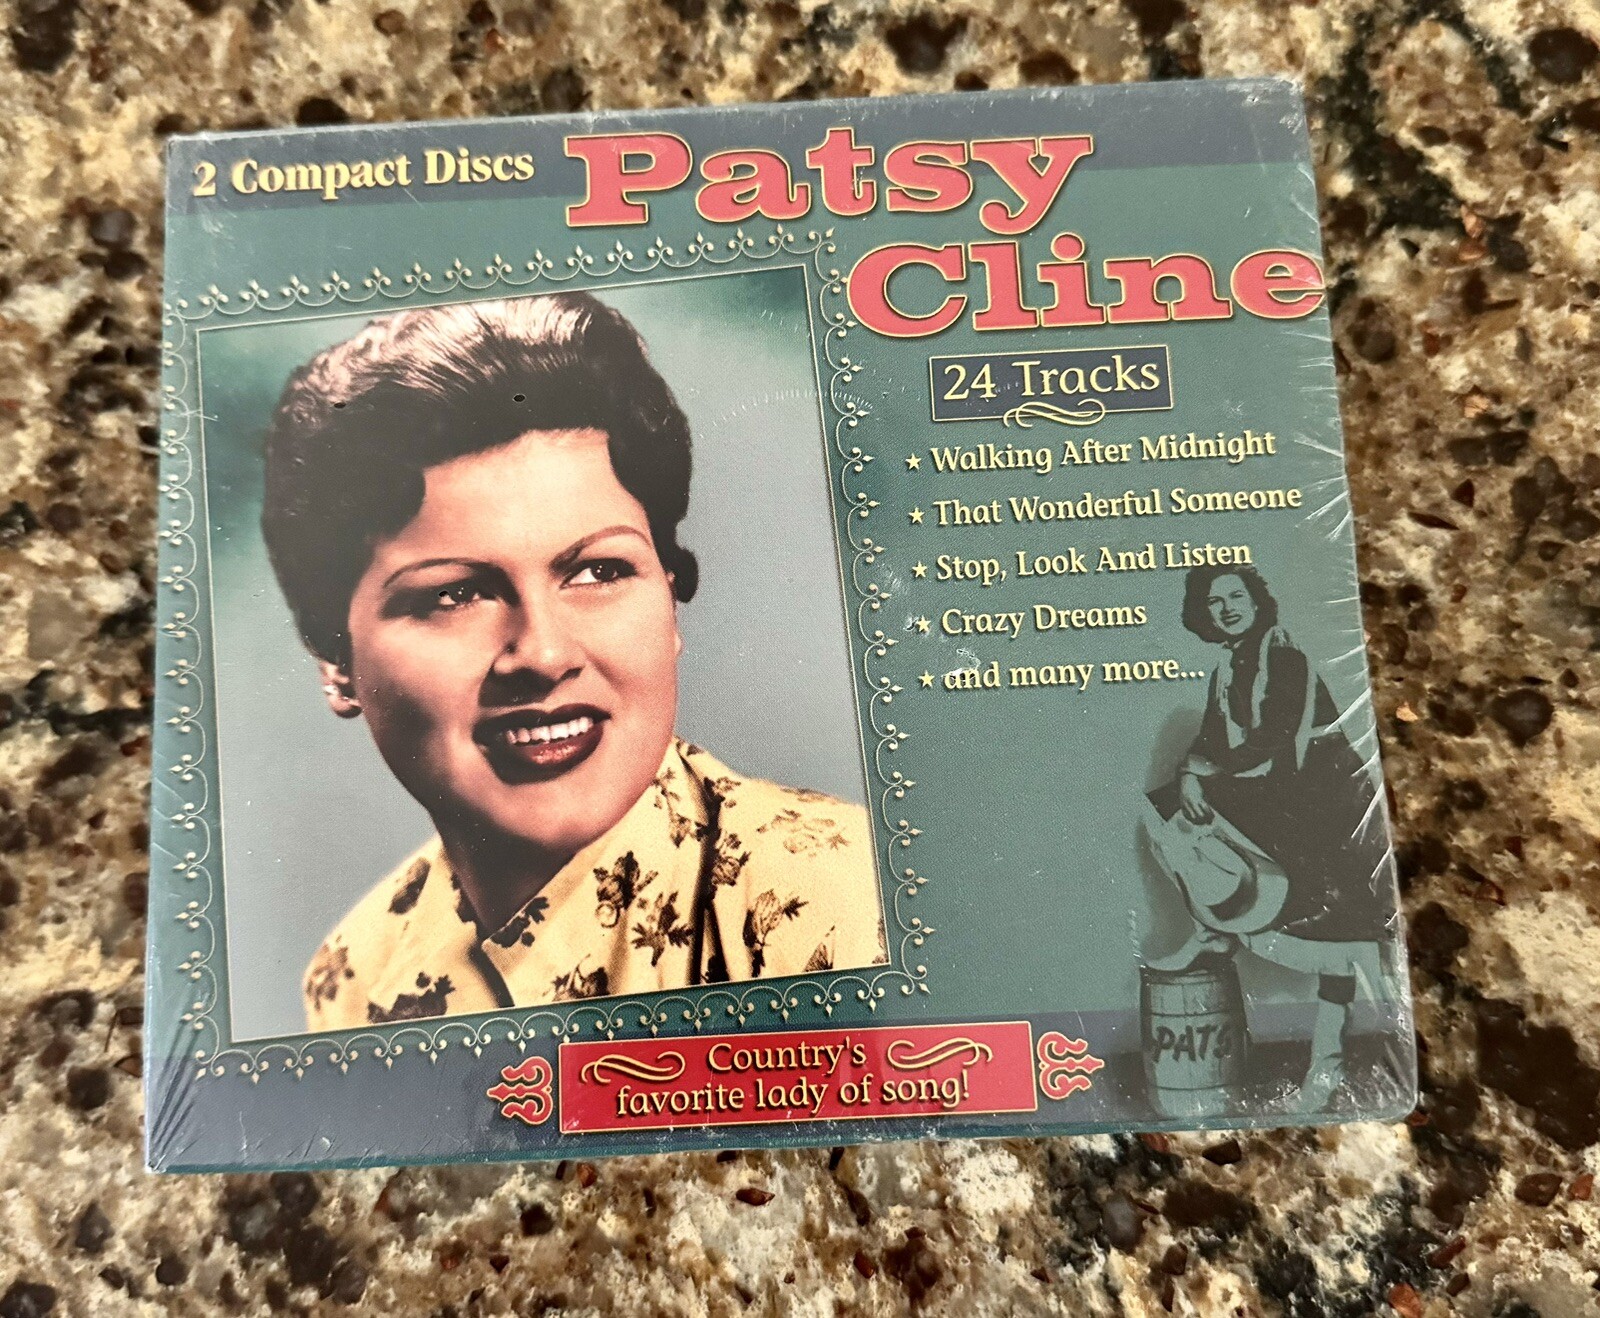 2 Compact Discs
Patsy
Cline
24 Tracks
Walking After Midnight
That Wonderful Someone
Stop, Look And Listen
Crazy Dreams
and many more...
PATS
Country's
favorite lady of song!